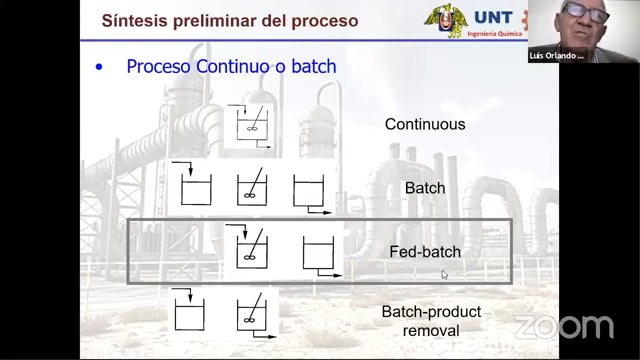 Síntesis preliminar del proceso
UNT
Ingeniería Química
Luis Orlando ...
• Proceso Continuo o batch
Continuous
Batch
Fed-batch
Batch-product
removal
zoom